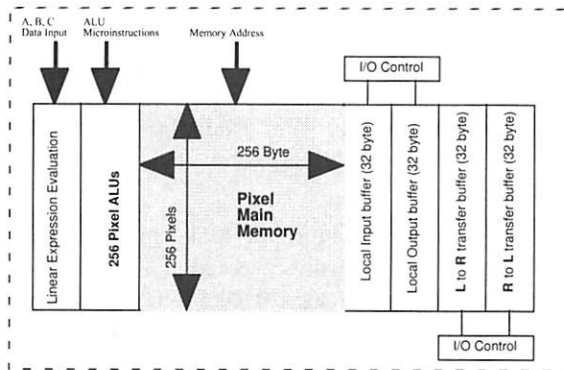 A, B, C
Data Input
ALU
Microinstructions
Memory Address
I/O Control
Linear Expression Evaluation
256 Pixel ALUs
256 Pixels
256 Byte
Pixel
Main
Memory
Local Input buffer (32 byte)
Local Output buffer (32 byte)
L to R transfer buffer (32 byte)
R to L transfer buffer (32 byte)
I/O Control